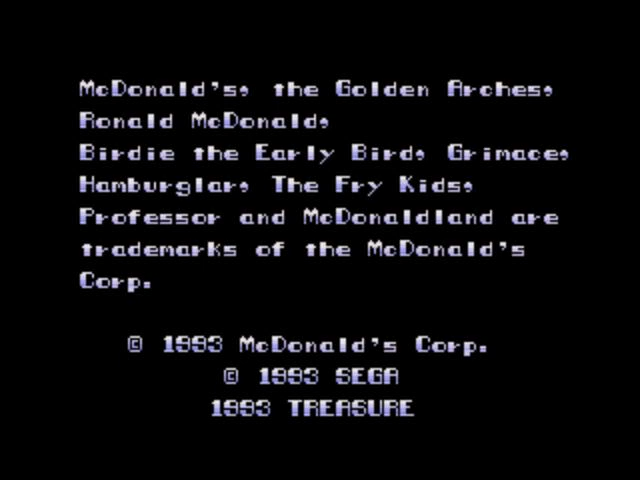 McDonald's, the Golden Arches,
Ronald McDonald,
Birdie the Early Bird, Grimace,
Hamburglar, The Fry Kids,
Professor and McDonaldland are
trademarks of the McDonald's
Corp.
© 1993 McDonald's Corp.
© 1993 SEGA
1993 TREASURE